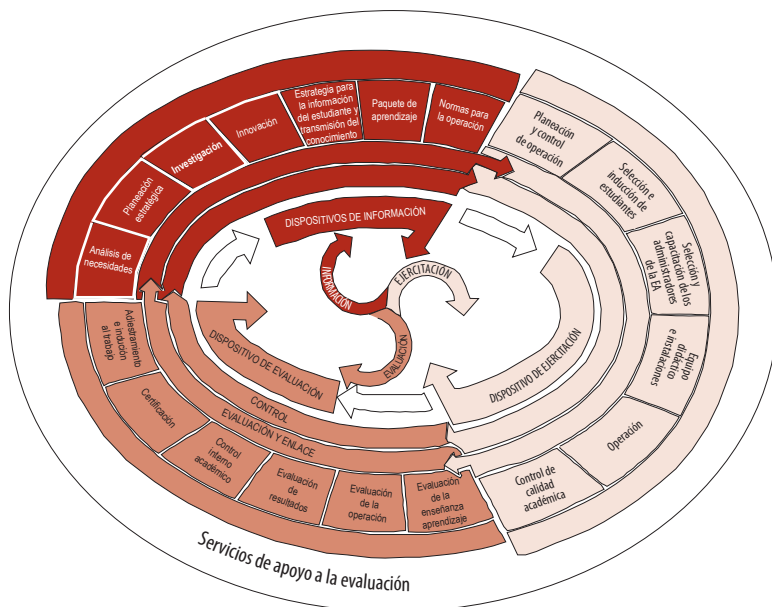 Análisis de
necesidades
Planeación
estratégica
Investigación
Innovación
Estrategia para
la información
del estudiante y
transmisión del
conocimiento
Paquete de
aprendizaje
Normas para
la operación
Planeación
y control
de operación
Selección e
inducción de
estudiantes
Selección y
capacitación de los
administradores
de la EA
Equipo
didáctico
e instalaciones
Operación
Control de
calidad
académica
Evaluación
de la
enseñanza
aprendizaje
Evaluación
de la
operación
Evaluación
de
resultados
Control
interno
académico
Certificación
Adiestramiento
e indución
al trabajo
DISPOSITIVOS DE INFORMACIÓN
INFORMACIÓN
EJERCITACIÓN
EVALUACIÓN
DISPOSITIVO DE EVALUACIÓN
DISPOSITIVO DE EJERCITACIÓN
CONTROL
EVALUACIÓN Y ENLACE
Servicios de apoyo a la evaluación